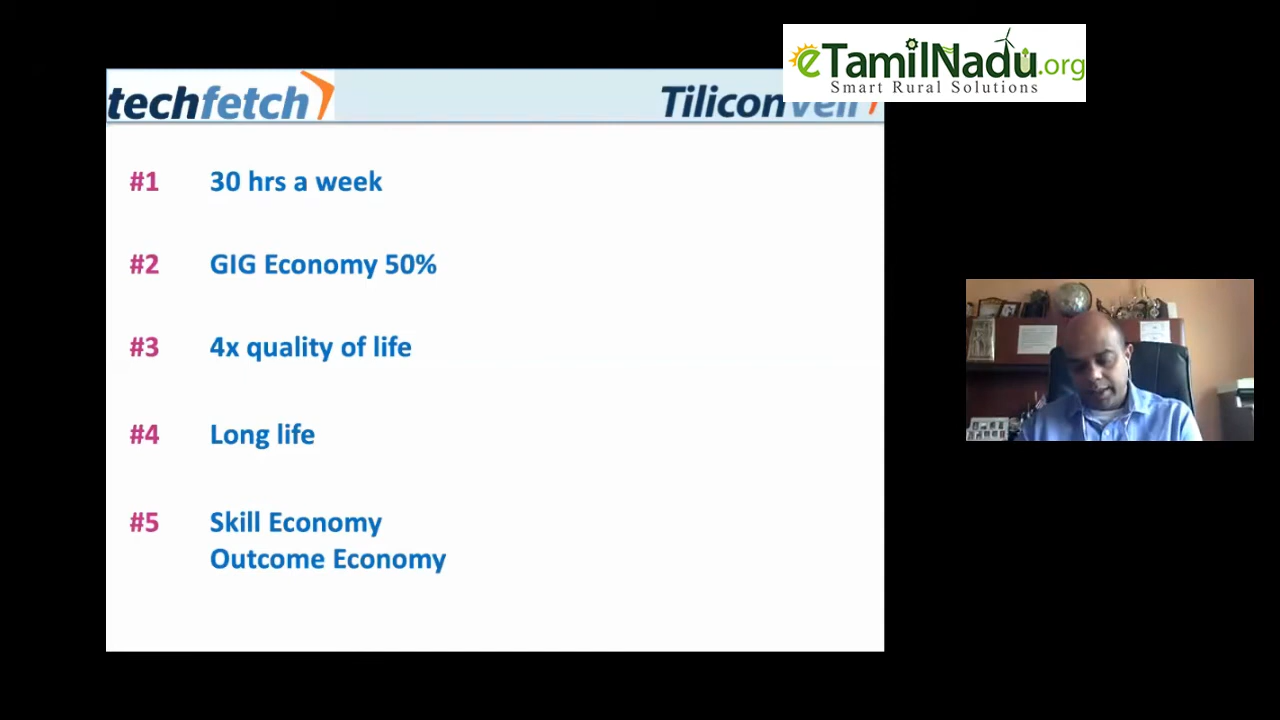 eTamilNadu.org
Smart Rural Solutions
techfetch
#1 30 hrs a week
#2 GIG Economy 50%
#3 4x quality of life
#4 Long life
#5 Skill Economy
Outcome Economy